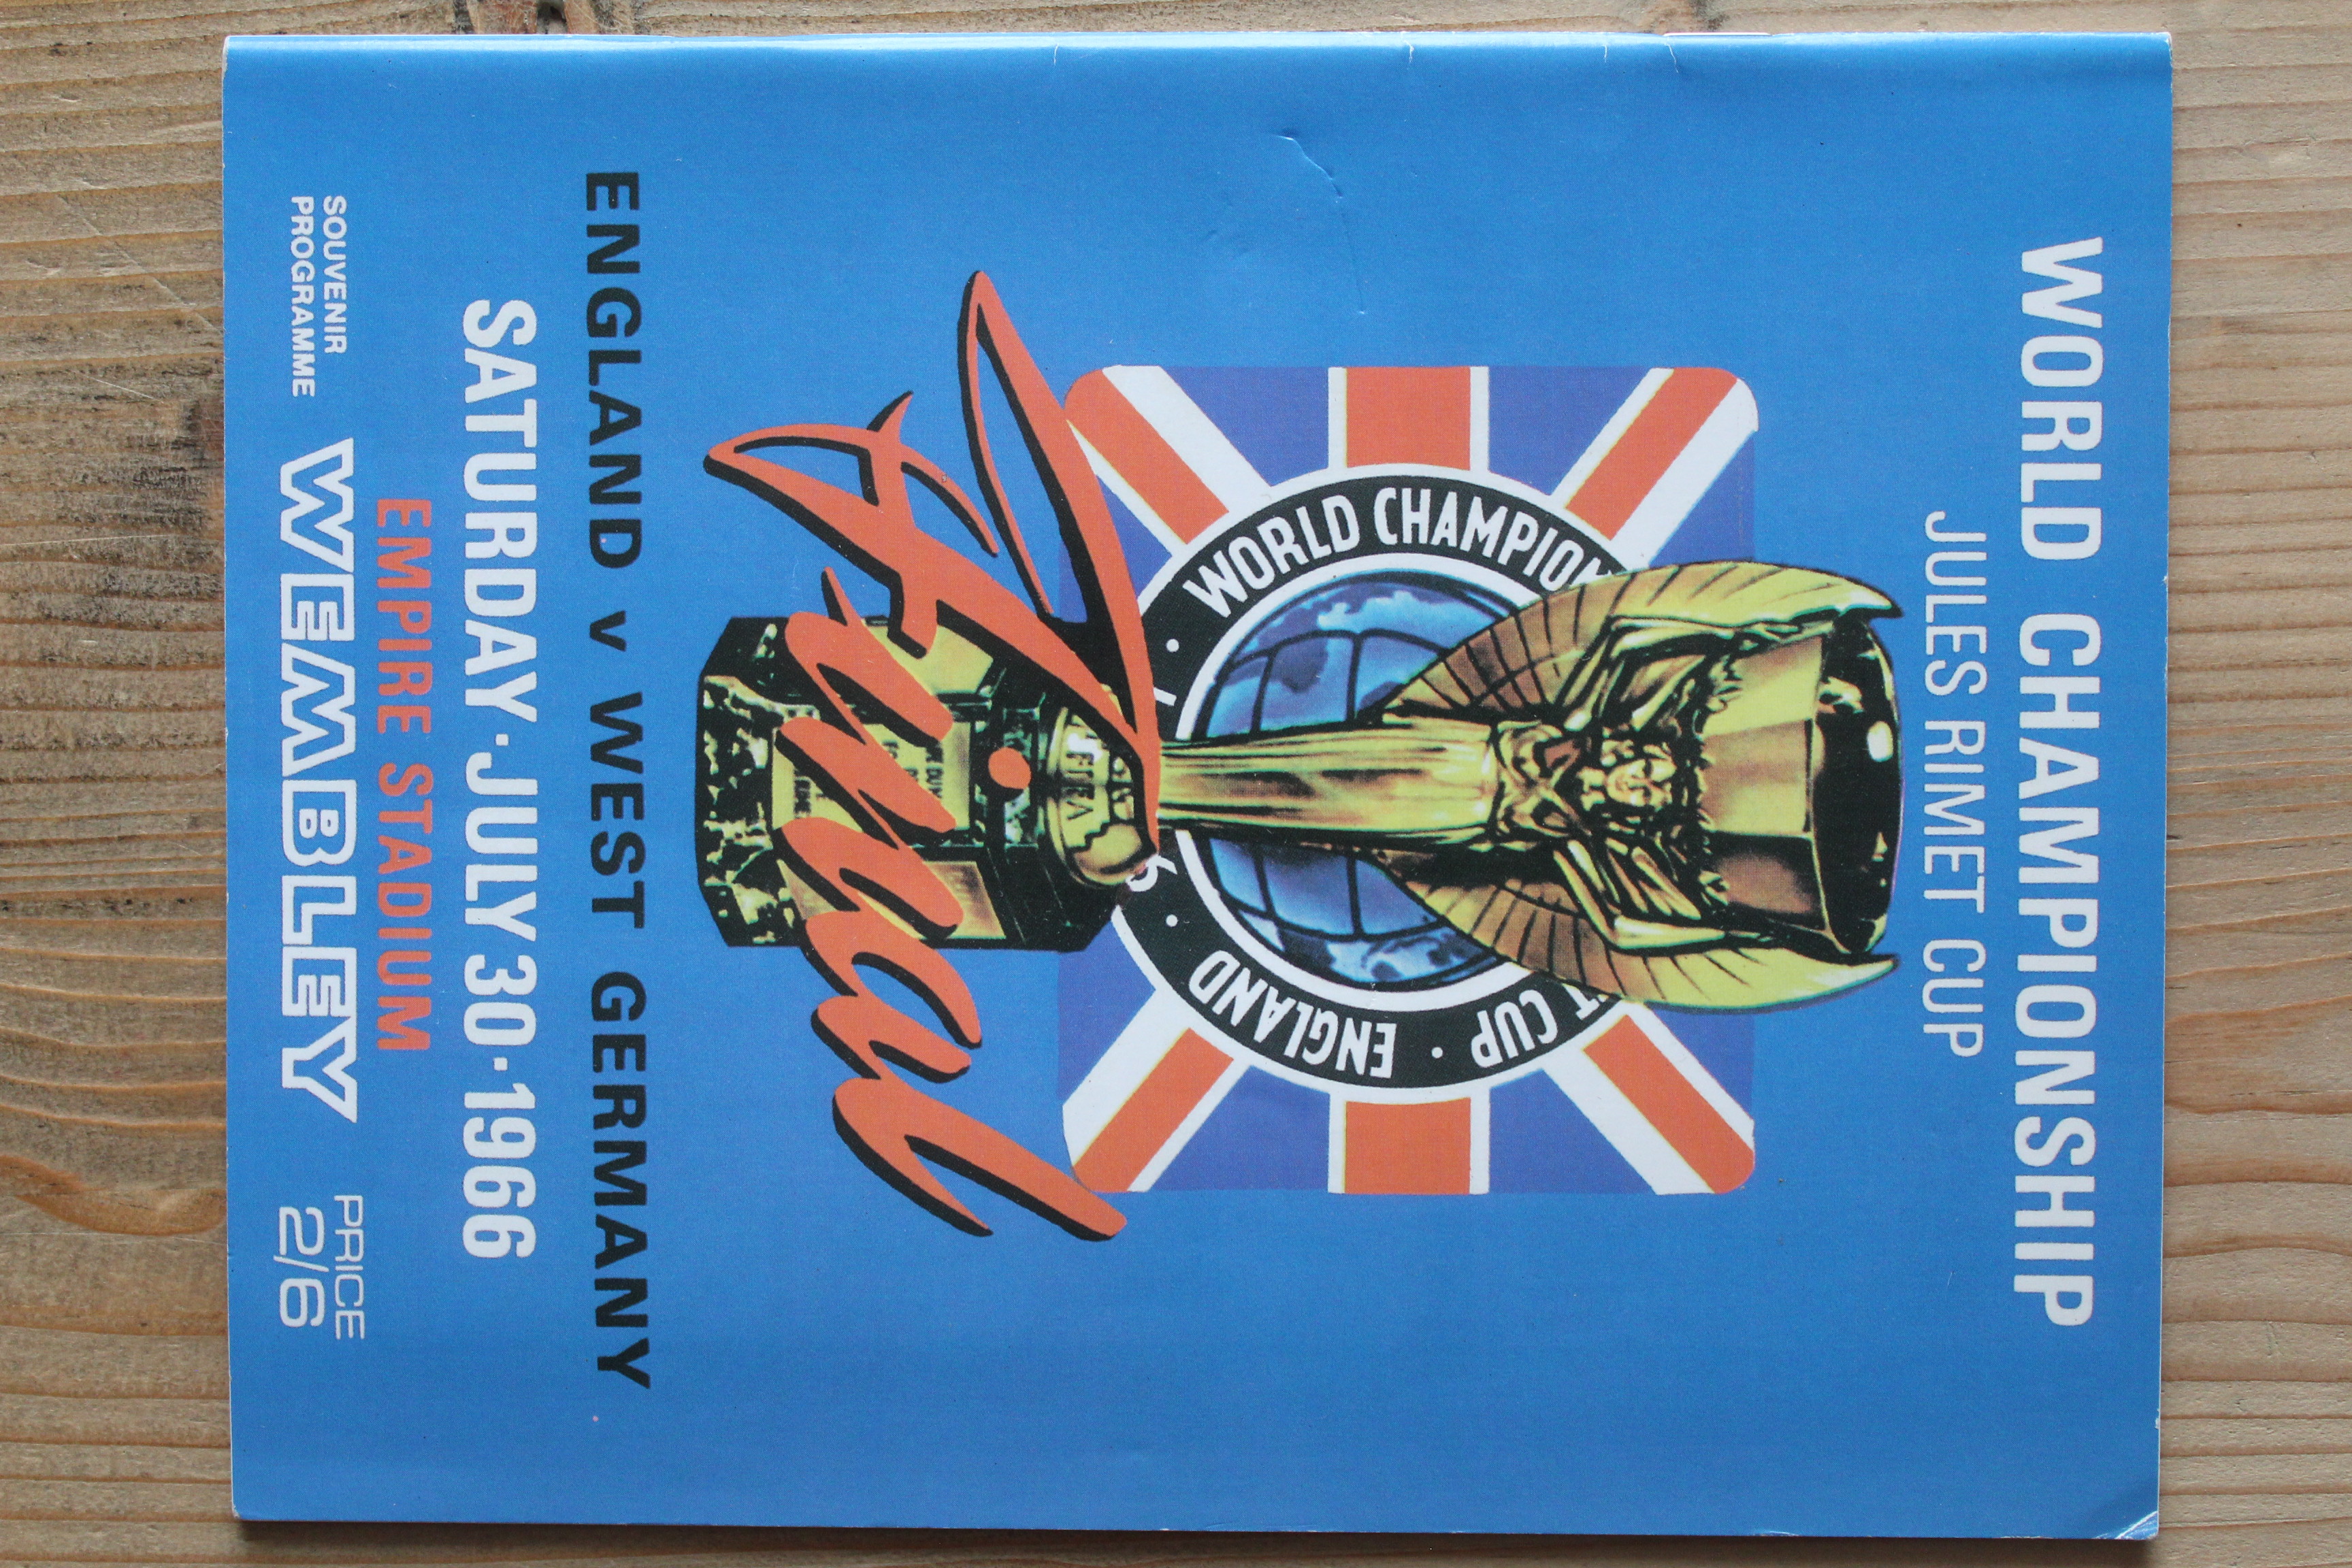 WORLD CHAMPIONSHIP
JULES RIMET CUP
WORLD CHAMPION
T CUP · ENGLAND ·
FIFA
Final
ENGLAND v WEST GERMANY
SATURDAY·JULY 30·1966
EMPIRE STADIUM
SOUVENIR
PROGRAMME
WEMBLEY
PRICE
2/6